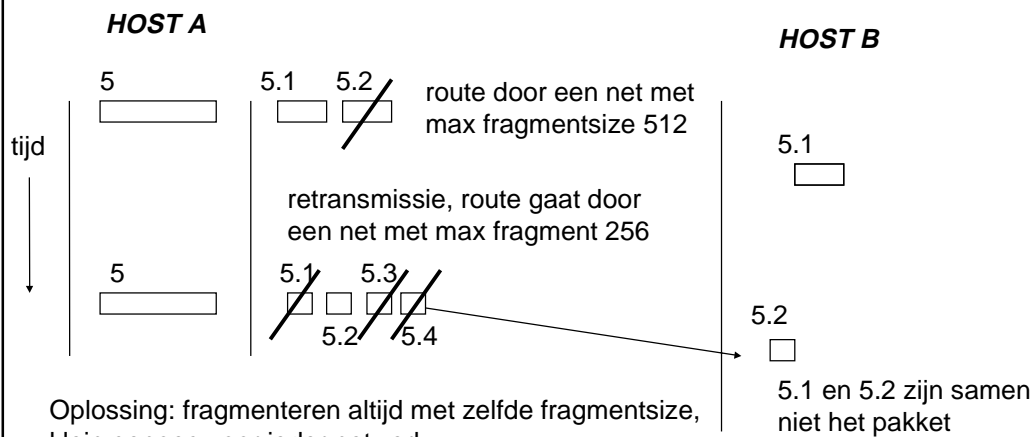 HOST A
HOST B
5
5.1 5.2
route door een net met
max fragmentsize 512
tijd
5.1
retransmissie, route gaat door
een net met max fragment 256
5
5.1 5.3
5.2 5.4
5.2
5.1 en 5.2 zijn samen
niet het pakket
Oplossing: fragmenteren altijd met zelfde fragmentsize,